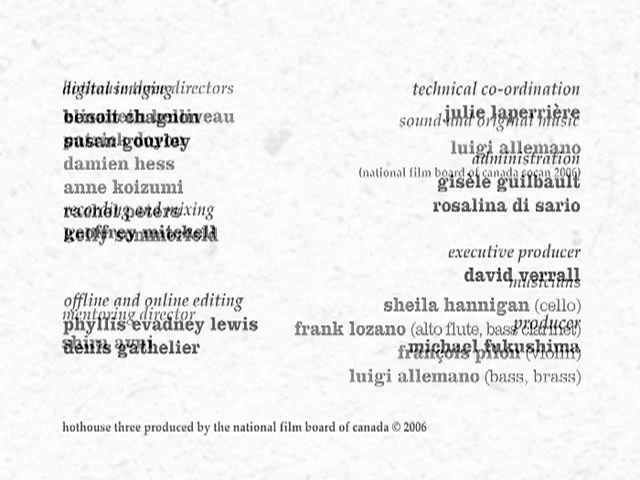 digital imaging
directors
benoit chagnon
susan gourley
damien hess
anne koizumi
rachel peters
mixing
geoffrey mitchell
offline and online editing
mentoring director
phyllis evadney lewis
denis gathelier
technical co-ordination
julie laperrière
sound and original music
luigi allemano
administration
(national film board of canada socan 2006)
gisèle guilbault
rosalina di sario
executive producer
david verrall
musicians
sheila hannigan (cello)
producer
frank lozano (alto flute, bass clarinet)
michael fukushima
françois pilon (violin)
luigi allemano (bass, brass)
hothouse three produced by the national film board of canada © 2006